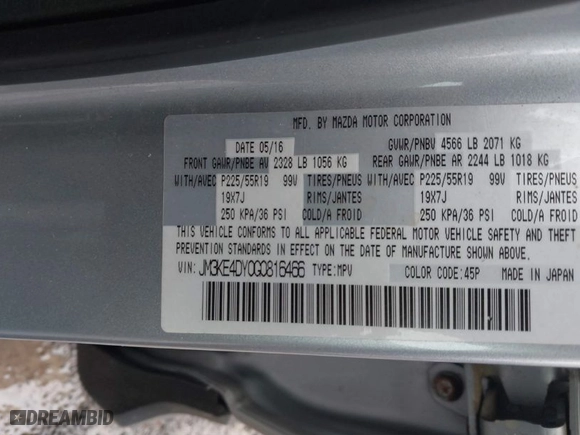 MFD. BY MAZDA MOTOR CORPORATION
DATE 05/16 GVWR/PNBV 4566 LB 2071 KG
FRONT GAWR/PNBE AV 2328 LB 1056 KG REAR GAWR/PNBE AR 2244 LB 1018 KG
WITH/AVEC P225/55R19 99V TIRES/PNEUS WITH/AVEC P225/55R19 99V TIRES/PNEUS
19X7J RIMS/JANTES 19X7J RIMS/JANTES
250 KPA/36 PSI COLD/A FROID 250 KPA/36 PSI COLD/A FROID
THIS VEHICLE CONFORMS TO ALL APPLICABLE FEDERAL MOTOR VEHICLE SAFETY AND THEFT
PREVENTION STANDARDS IN EFFECT ON THE DATE OF MANUFACTURE SHOWN ABOVE.
VIN: JM3KE4DY0G0816466 TYPE:MPV COLOR CODE:45P MADE IN JAPAN
DREAMBID